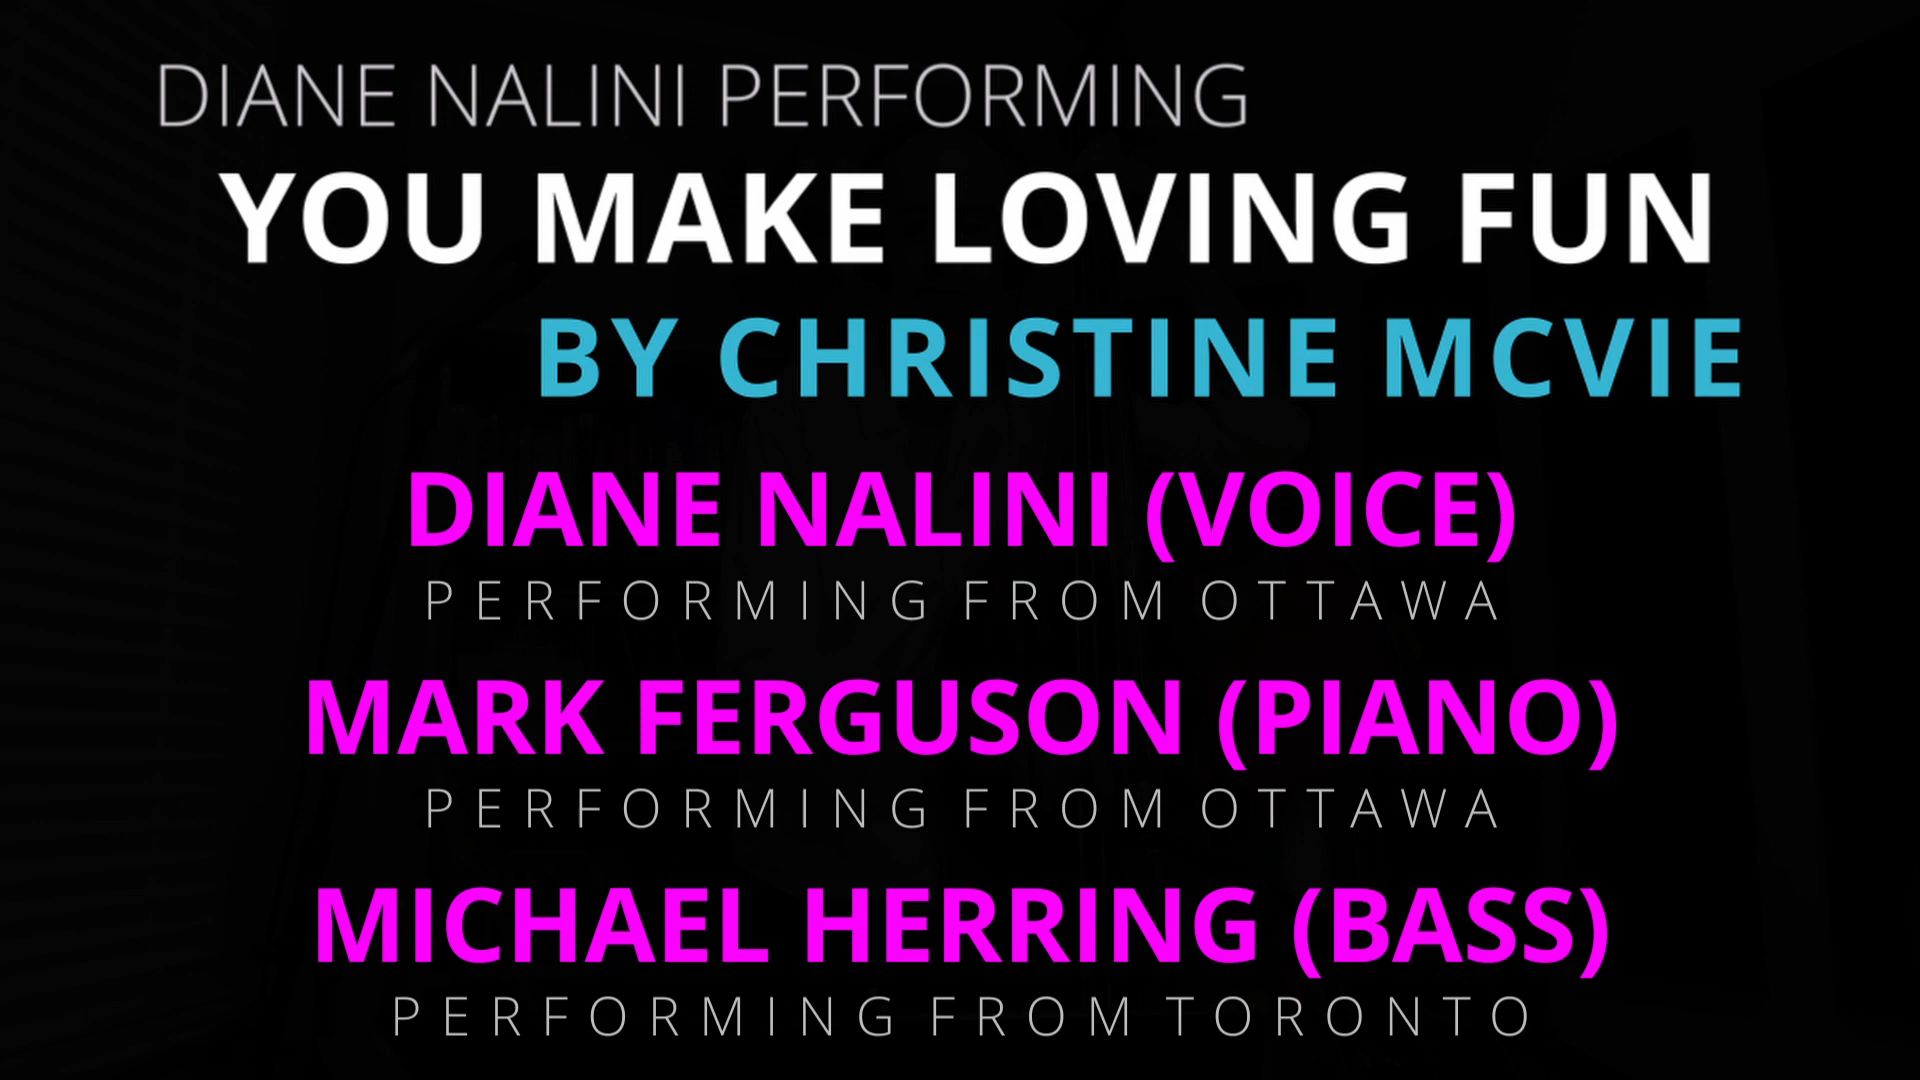 DIANE NALINI PERFORMING
YOU MAKE LOVING FUN
BY CHRISTINE MCVIE
DIANE NALINI (VOICE)
PERFORMING FROM OTTAWA
MARK FERGUSON (PIANO)
PERFORMING FROM OTTAWA
MICHAEL HERRING (BASS)
PERFORMING FROM TORONTO